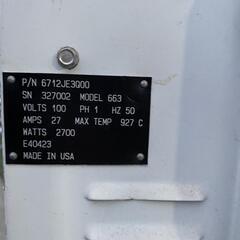 P/N 6712JE3Q00
SN 327002 MODEL 663
VOLTS 100 PH 1 HZ 50
AMPS 27 MAX TEMP 927 C
WATTS 2700
E40423
MADE IN USA